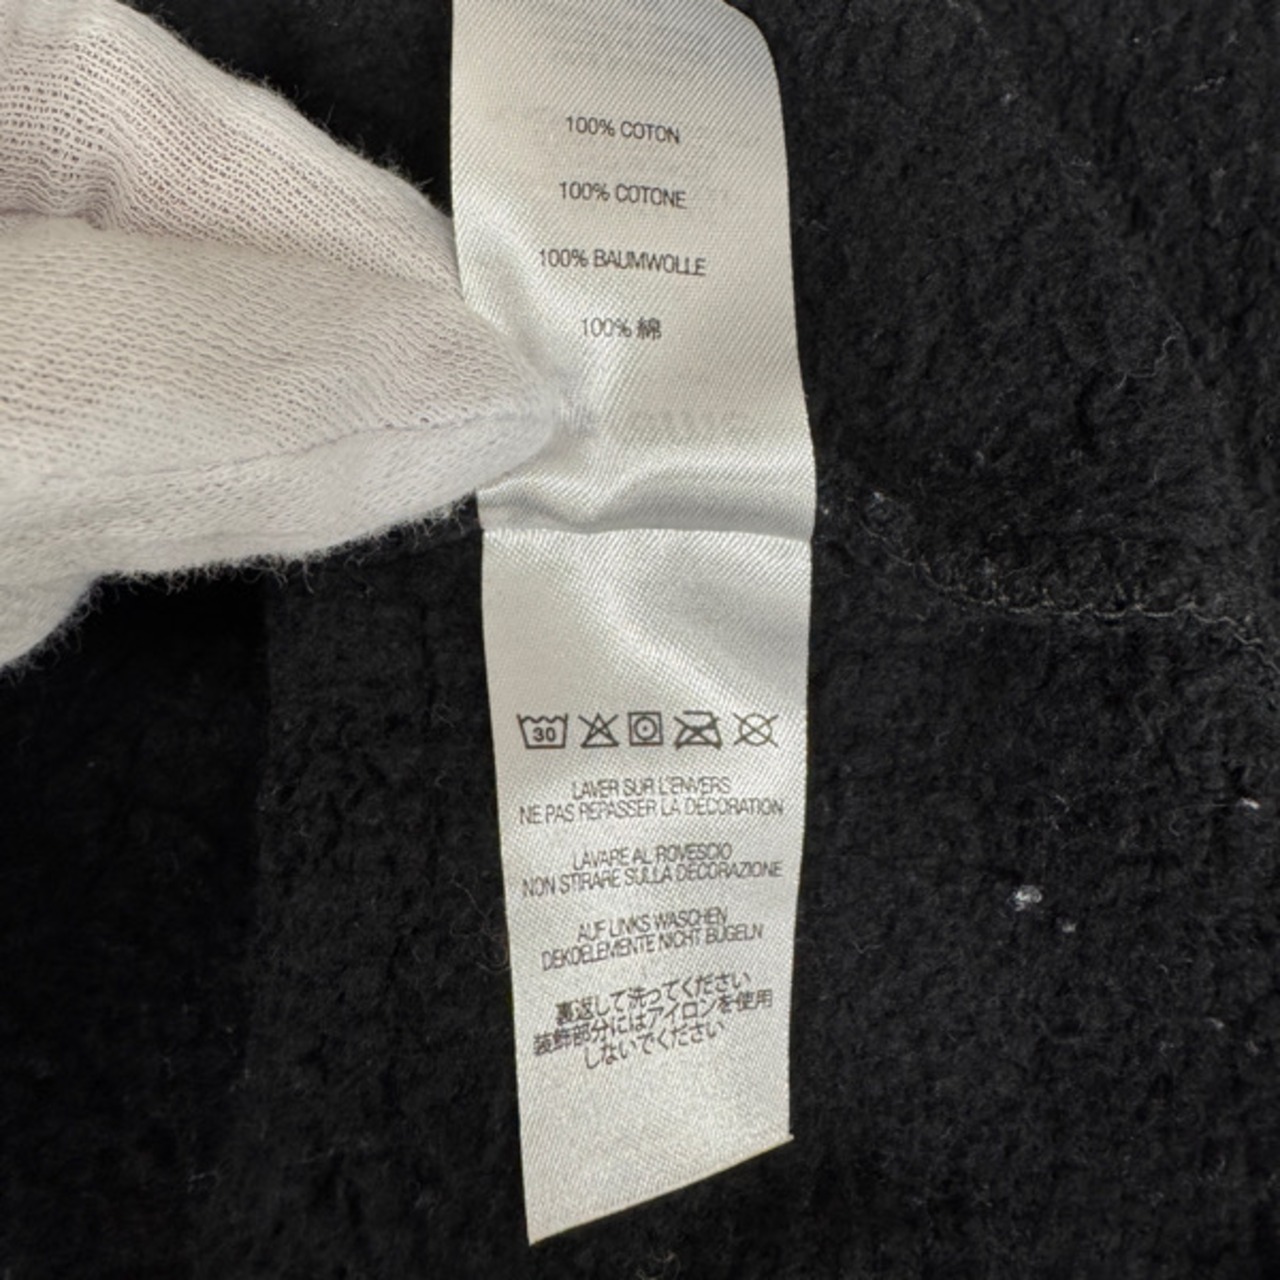 100% COTON
100% COTONE
100% BAUMWOLLE
100% 綿
30
LAVER SUR L'ENVERS
NE PAS REPASSER LA DECORATION
LAVARE AL ROVESCIO
NON STIRARE SULLA DECORAZIONE
AUF LINKS WASCHEN
DEKOELEMENTE NICHT BÜGELN
裏返して洗ってください
装飾部分にはアイロンを使用
しないでください